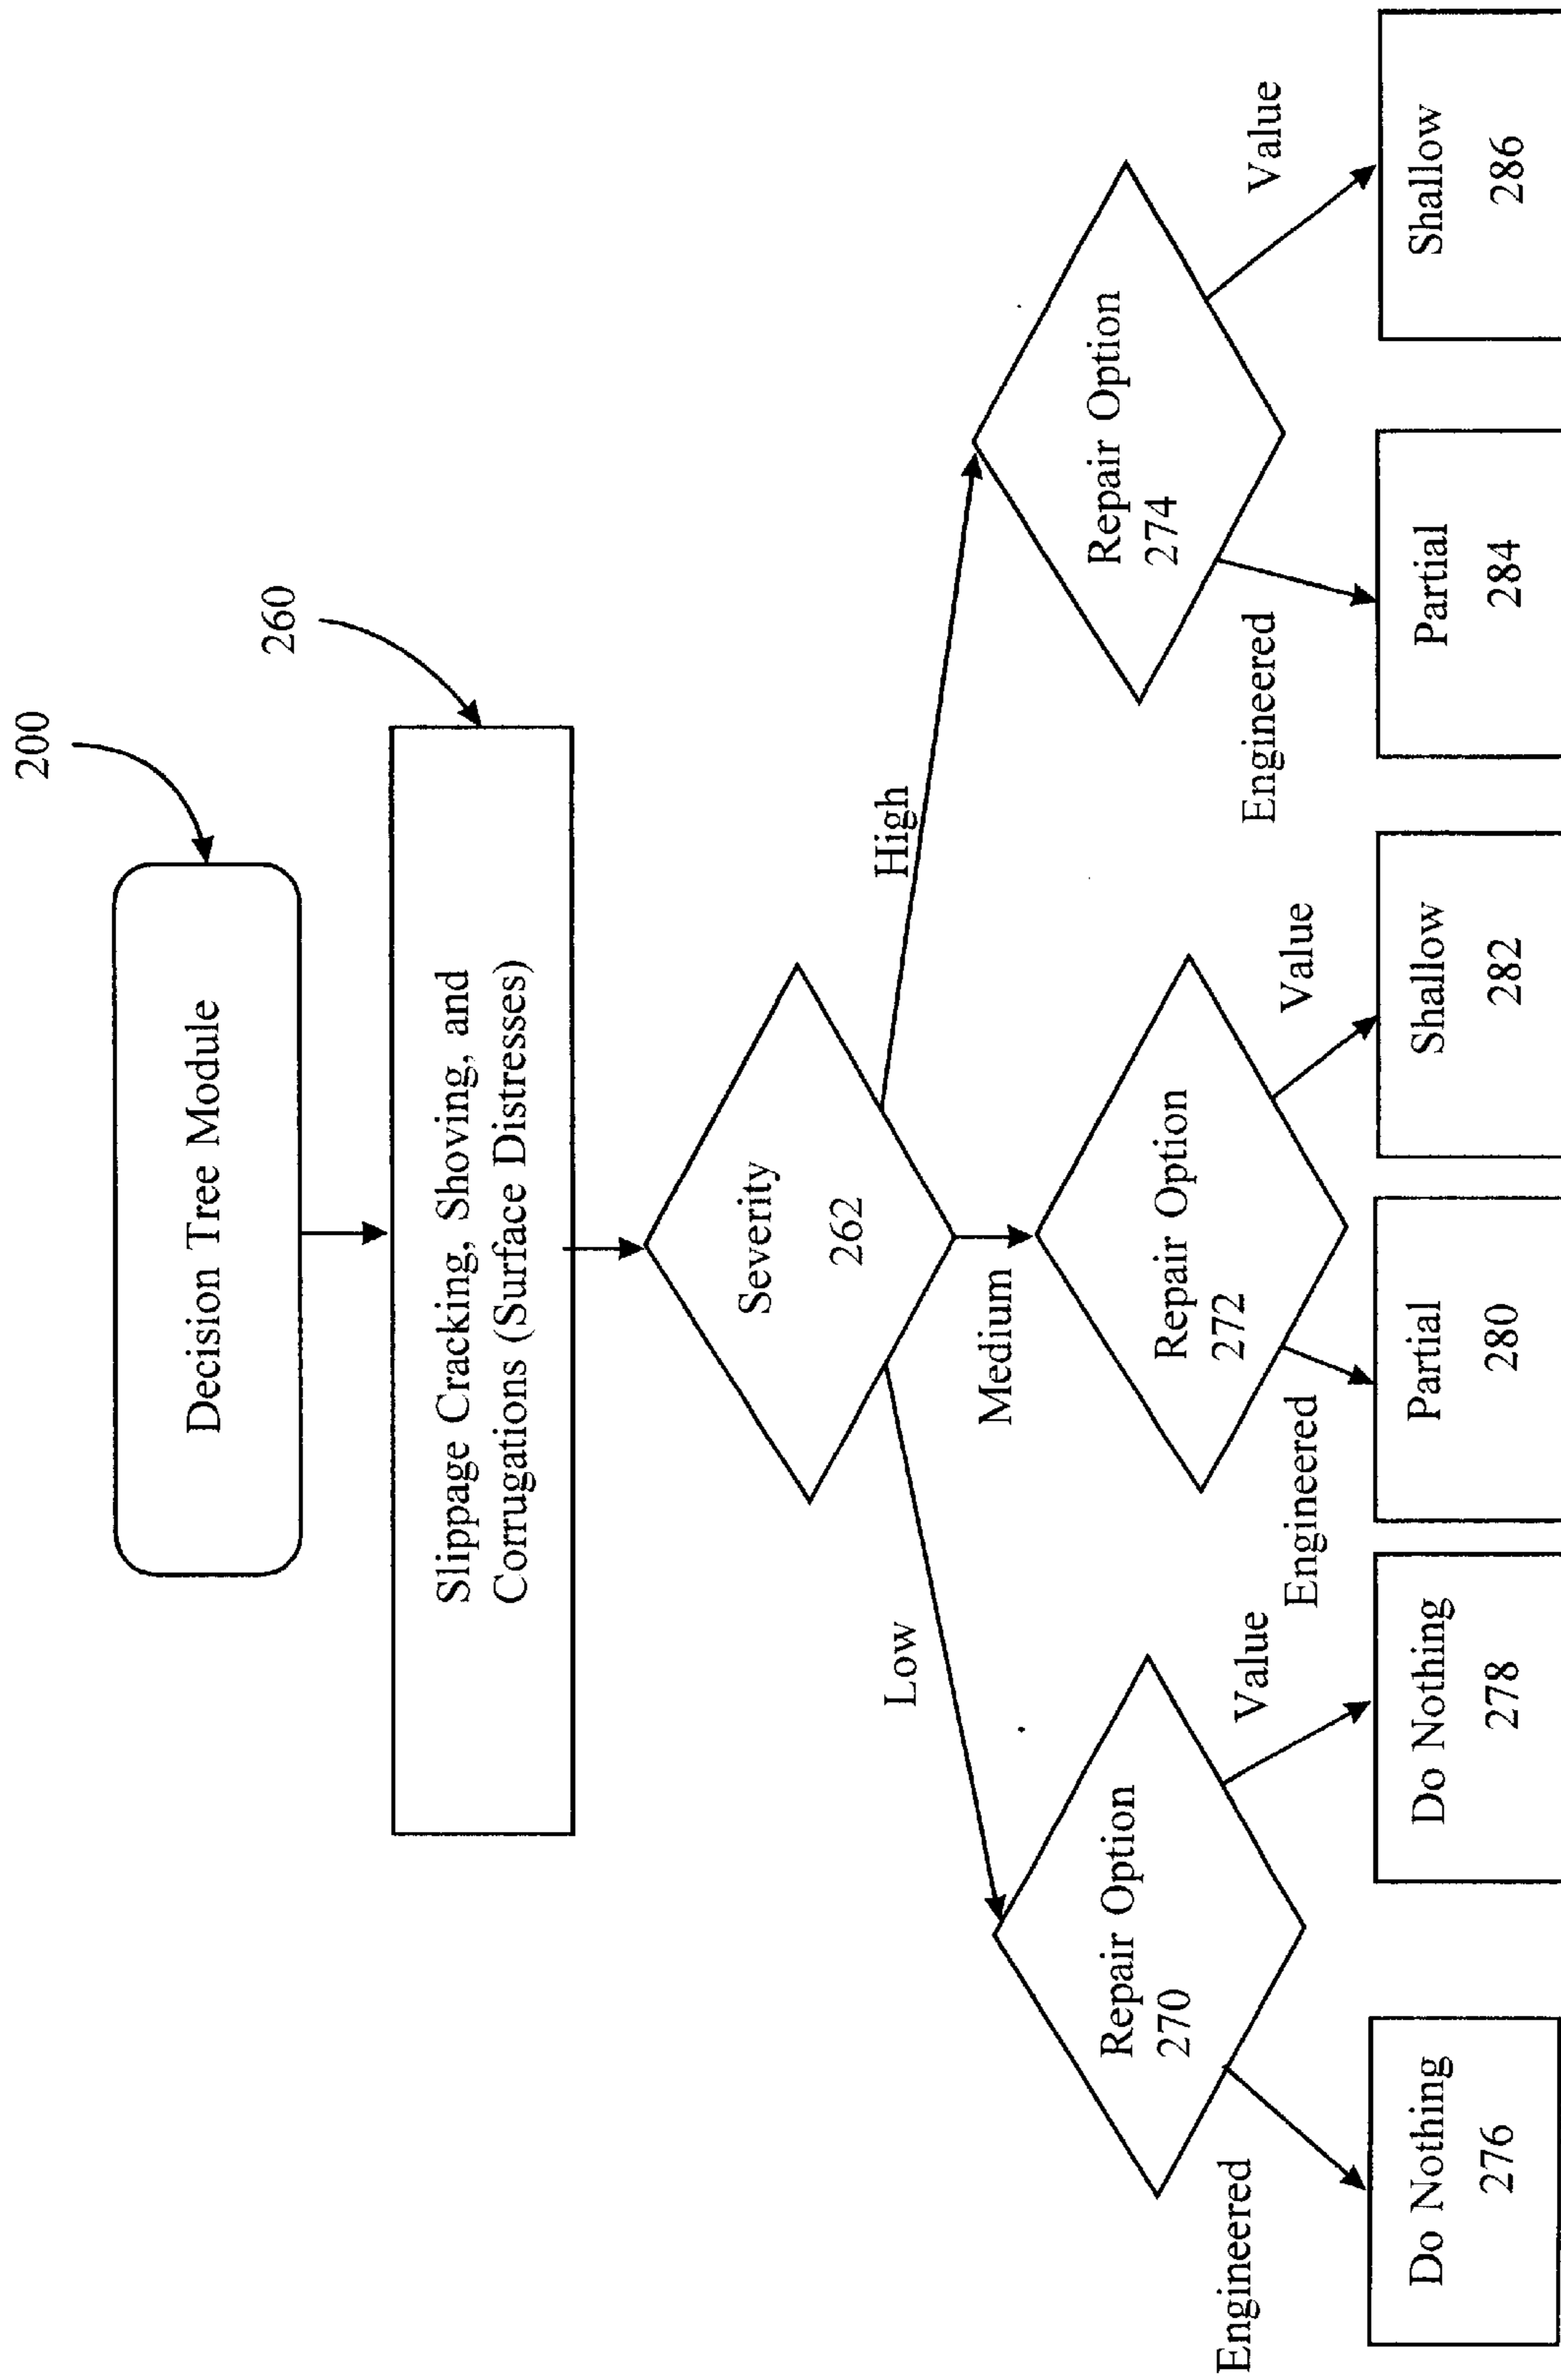 200
Decision Tree Module
260
Slippage Cracking, Shoving, and
Corrugations (Surface Distresses)
Severity
262
Low
Medium
High
Repair Option
270
Repair Option
272
Repair Option
274
Engineered
Value
Engineered
Value
Engineered
Value
Do Nothing
276
Do Nothing
278
Partial
280
Shallow
282
Partial
284
Shallow
286